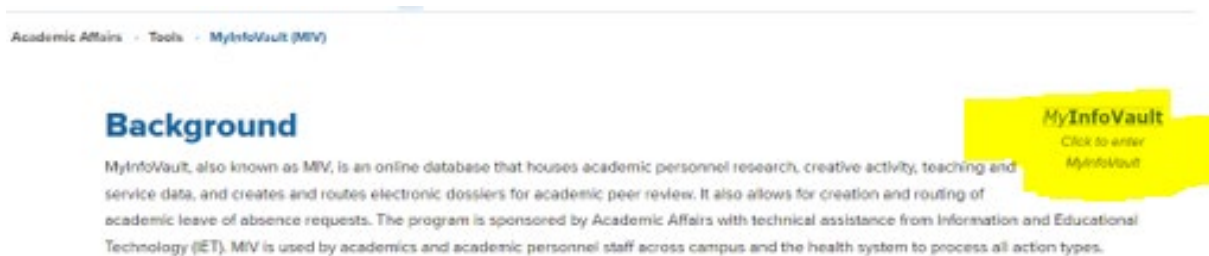 Academic Affairs · Tools · MyInfoVault (MIV)
Background
MyInfoVault
Click to enter
MyInfoVault
MyInfoVault, also known as MIV, is an online database that houses academic personnel research, creative activity, teaching and
service data, and creates and routes electronic dossiers for academic peer review. It also allows for creation and routing of
academic leave of absence requests. The program is sponsored by Academic Affairs with technical assistance from Information and Educational
Technology (IET). MIV is used by academics and academic personnel staff across campus and the health system to process all action types.